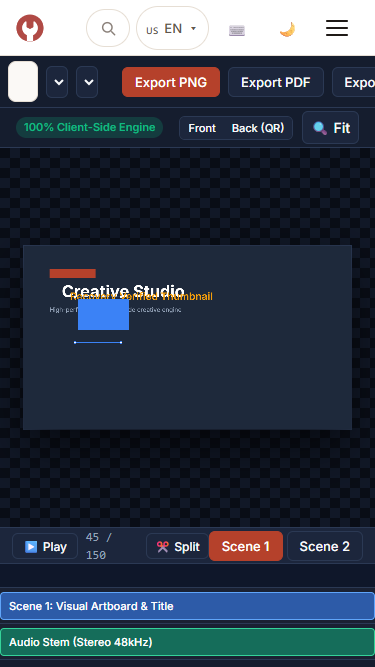 US EN
Export PNG Export PDF Expo
100% Client-Side Engine Front Back (QR) Fit
Creative Studio
Verified Thumbnail
High-perf de creative engine
Play 45 / 150 Split Scene 1 Scene 2
Scene 1: Visual Artboard & Title
Audio Stem (Stereo 48kHz)